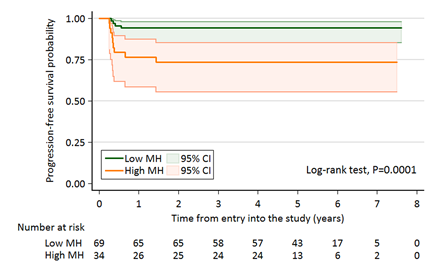 Progression-free survival probability
1.00
0.75
0.50
0.25
0.00
Low MH 95% CI
High MH 95% CI
Log-rank test, P=0.0001
0 1 2 3 4 5 6 7 8
Time from entry into the study (years)
Number at risk
Low MH 69 65 65 58 57 43 17 5 0
High MH 34 26 25 24 24 13 6 2 0